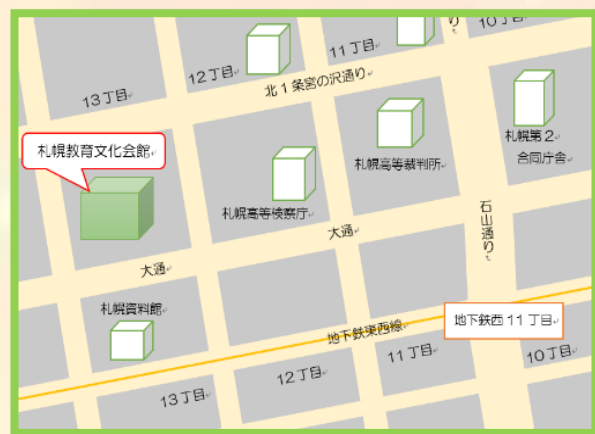 り
10丁目
11丁目
12丁目
北1条宮の沢通り
13丁目
札幌教育文化会館
札幌第2
合同庁舎
札幌高等裁判所
札幌高等検察庁
石山通り
大通
大通
札幌資料館
地下鉄西11丁目
地下鉄東西線
11丁目
10丁目
12丁目
13丁目